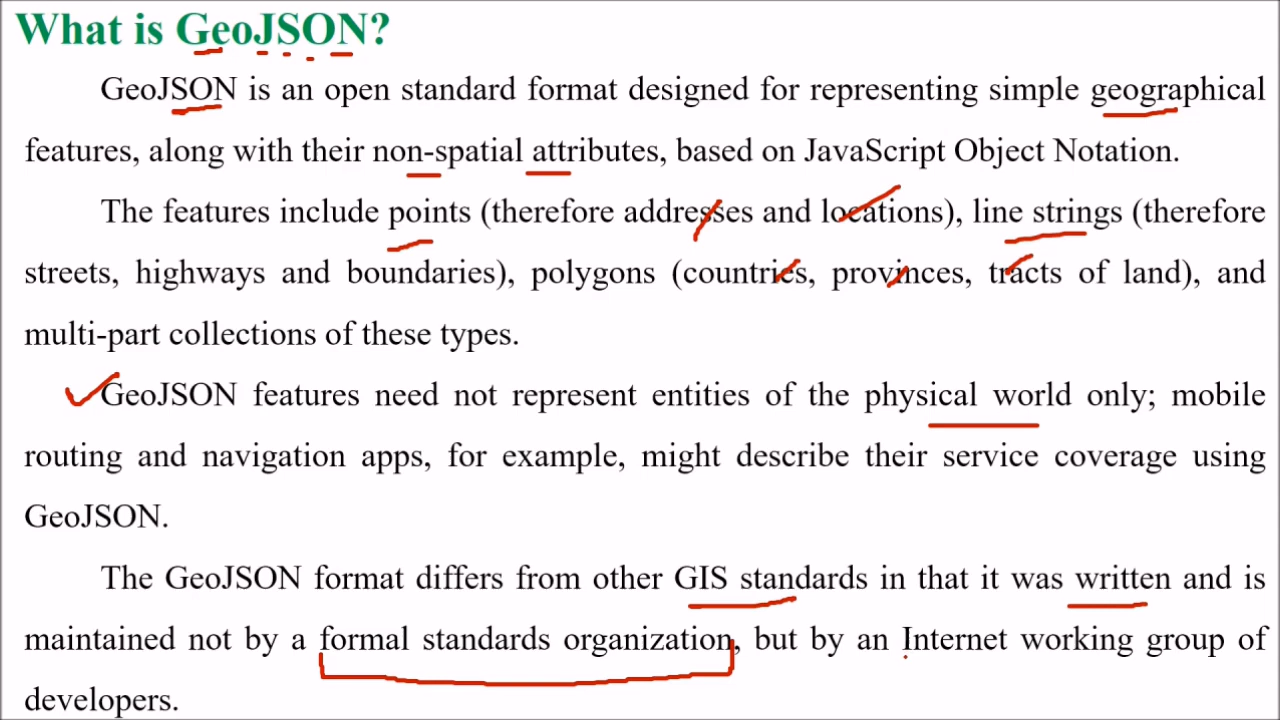 What is GeoJSON?
GeoJSON is an open standard format designed for representing simple geographical
features, along with their non-spatial attributes, based on JavaScript Object Notation.
The features include points (therefore addresses and locations), line strings (therefore
streets, highways and boundaries), polygons (countries, provinces, tracts of land), and
multi-part collections of these types.
GeoJSON features need not represent entities of the physical world only; mobile
routing and navigation apps, for example, might describe their service coverage using
GeoJSON.
The GeoJSON format differs from other GIS standards in that it was written and is
maintained not by a formal standards organization, but by an Internet working group of
developers.